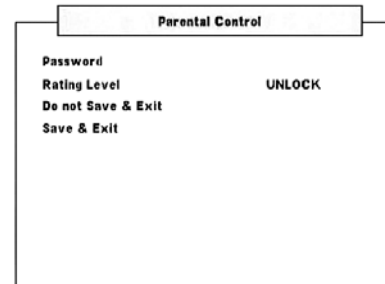 Parental Control
Password
Rating Level UNLOCK
Do not Save & Exit
Save & Exit